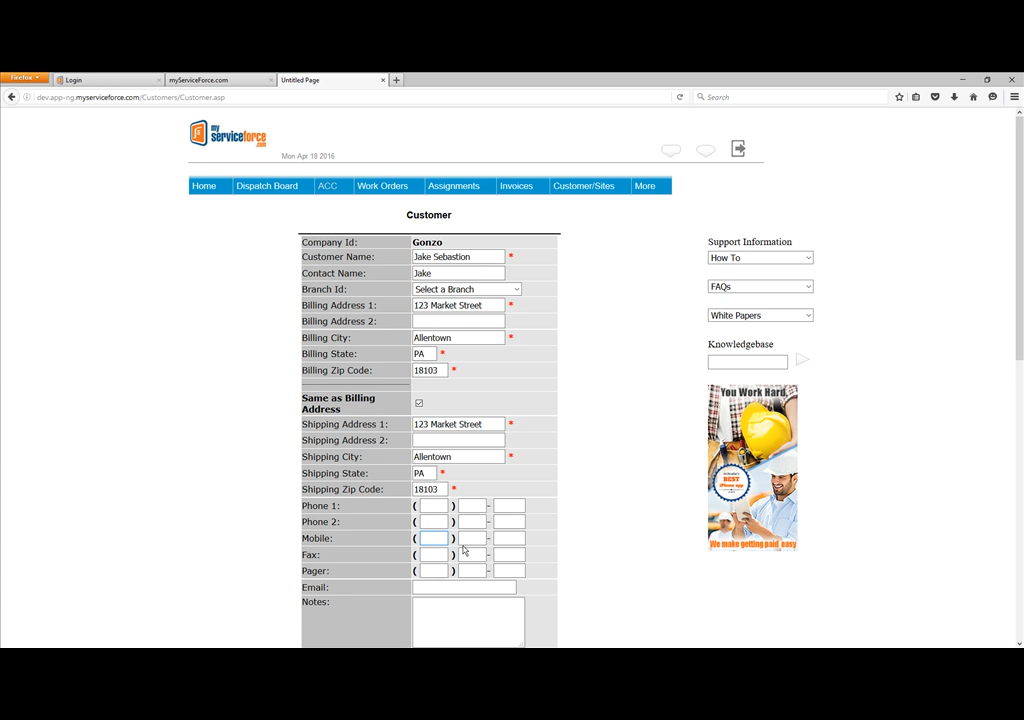 Firefox
Login
myServiceForce.com
Untitled Page
dev.app-ng.myserviceforce.com/Customers/Customer.asp
Search
my
serviceforce
.com
Mon Apr 18 2016
Home Dispatch Board ACC Work Orders Assignments Invoices Customer/Sites More
Customer
Company Id: Gonzo
Customer Name: Jake Sebastion *
Contact Name: Jake
Branch Id: Select a Branch
Billing Address 1: 123 Market Street *
Billing Address 2:
Billing City: Allentown *
Billing State: PA *
Billing Zip Code: 18103 *
Same as Billing
Address
Shipping Address 1: 123 Market Street *
Shipping Address 2:
Shipping City: Allentown *
Shipping State: PA *
Shipping Zip Code: 18103 *
Phone 1: ( ) -
Phone 2: ( ) -
Mobile: ( ) -
Fax: ( ) -
Pager: ( ) -
Email:
Notes:
Support Information
How To
FAQs
White Papers
Knowledgebase
You Work Hard,
BEST
iPhone app
We make getting paid easy